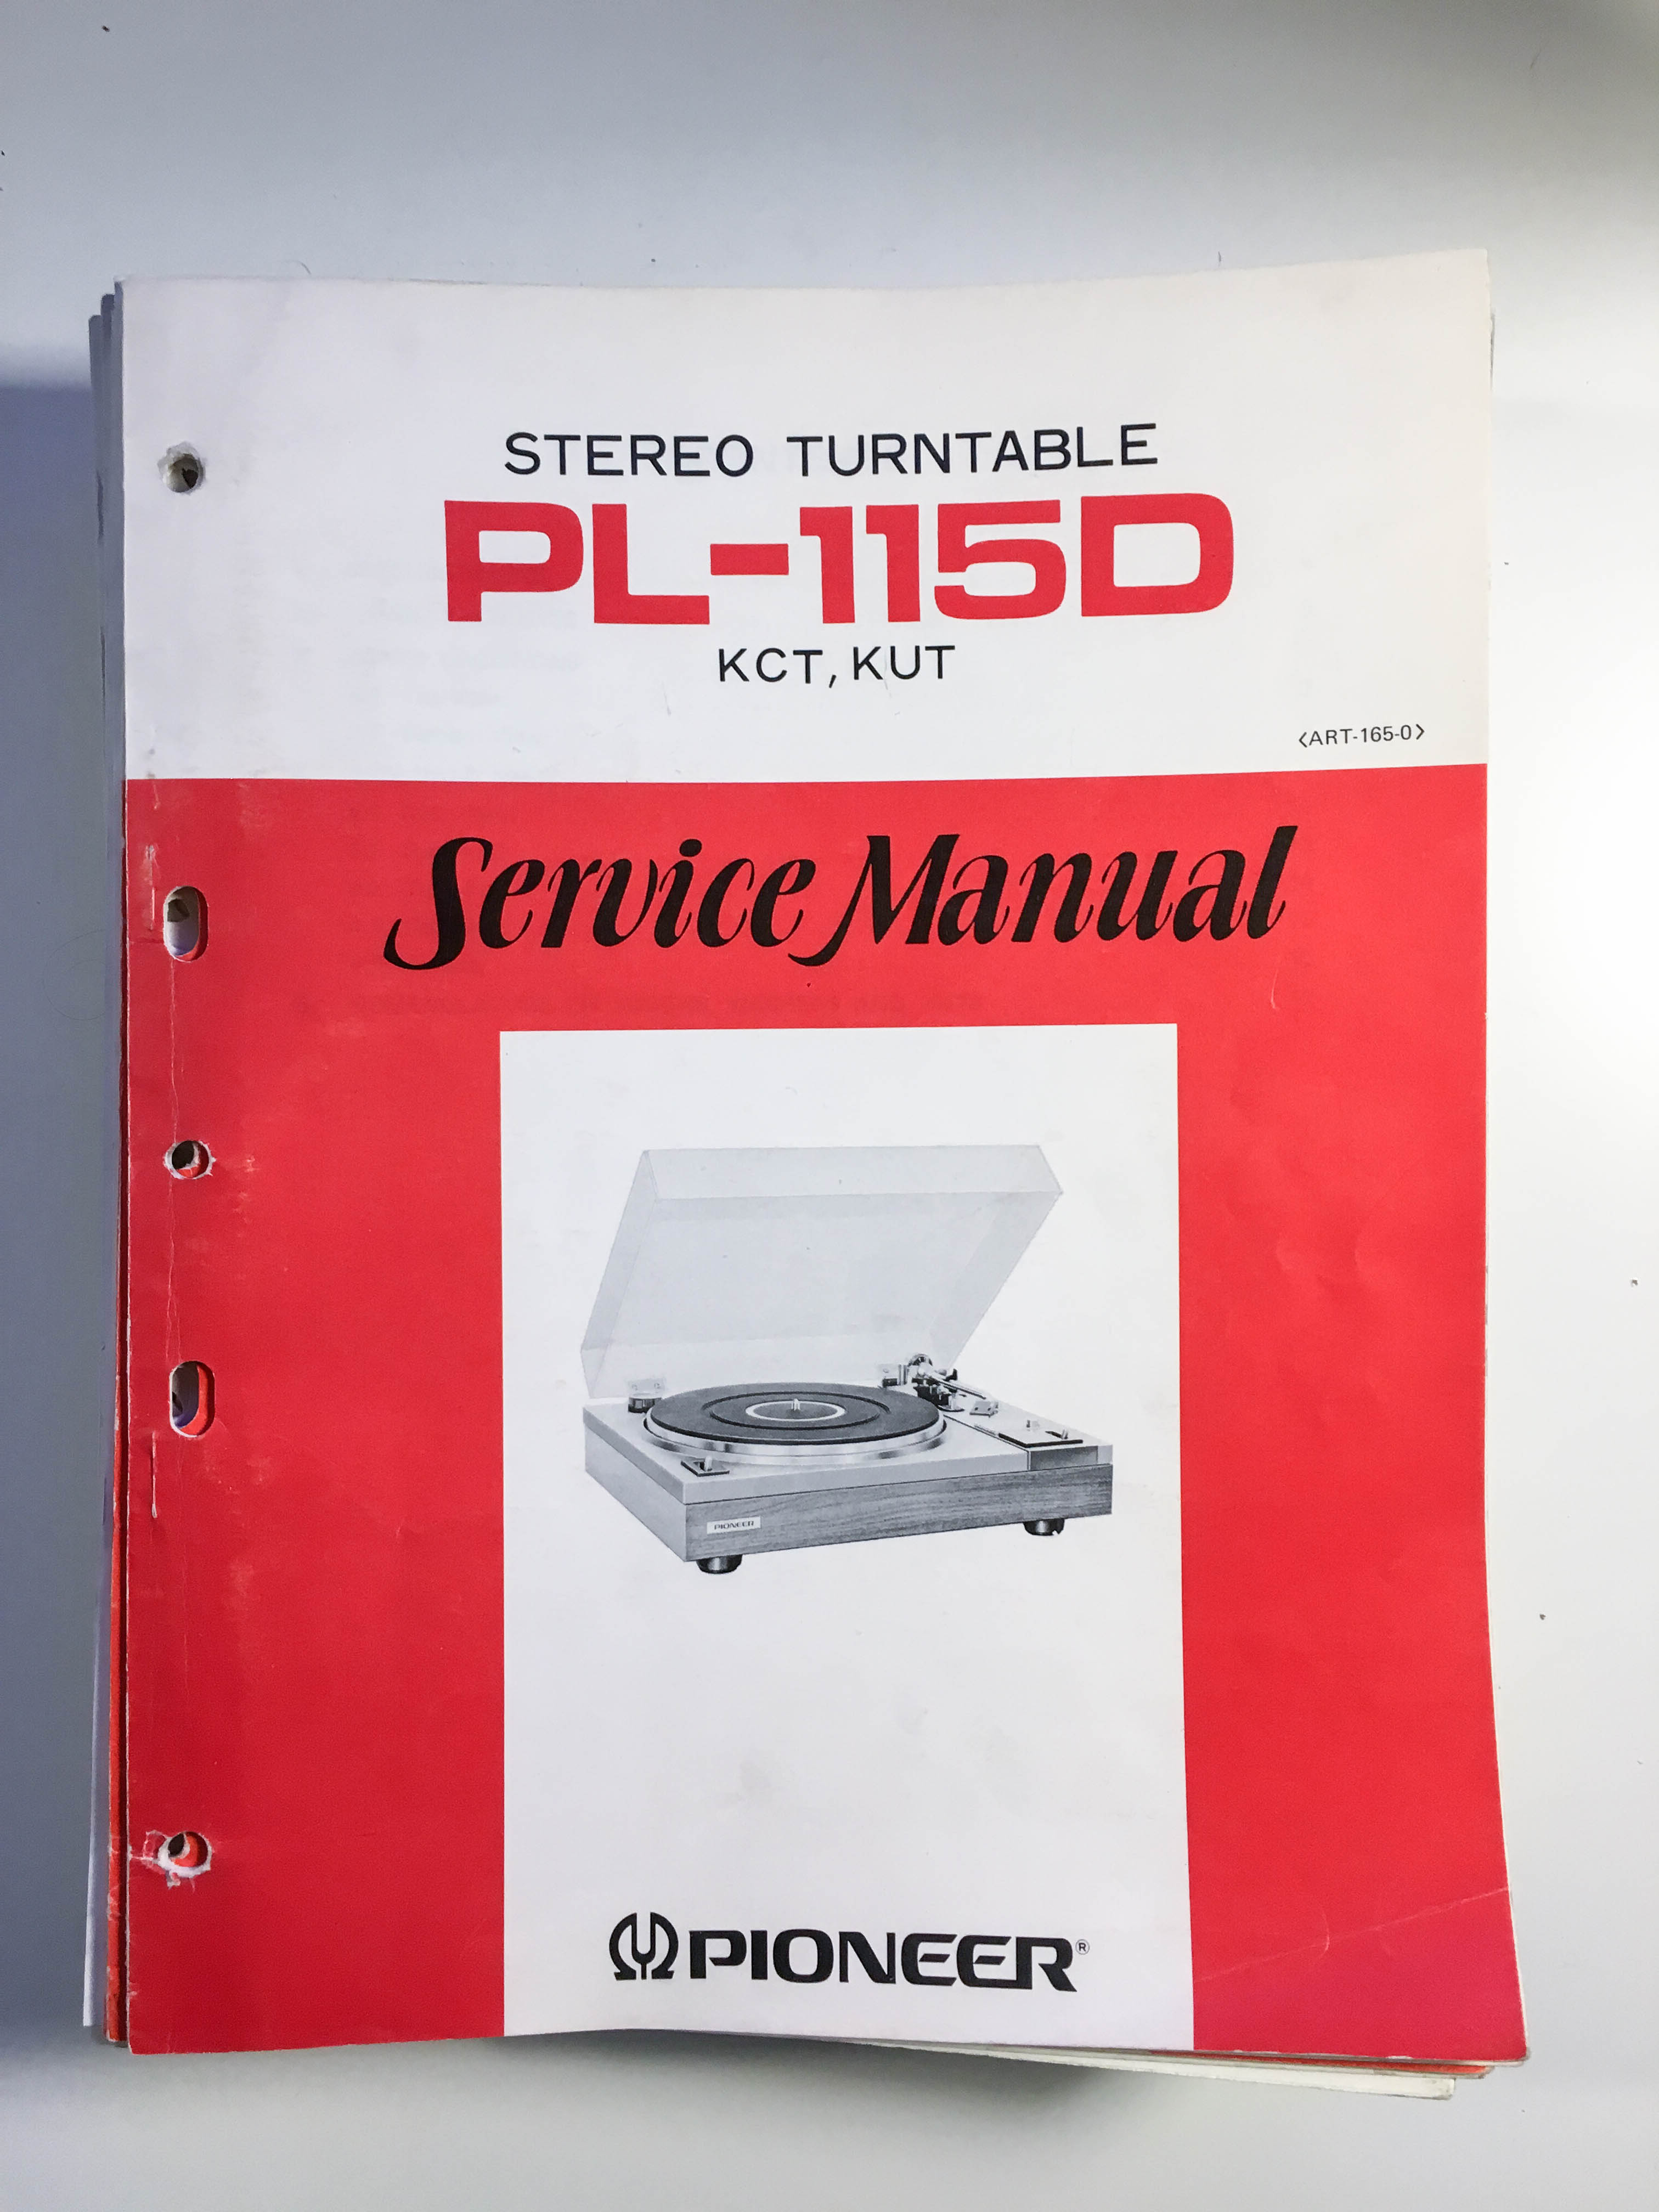 STEREO TURNTABLE
PL-115D
KCT, KUT
<ART-165-0>
Service Manual
PIONEER
PIONEER®